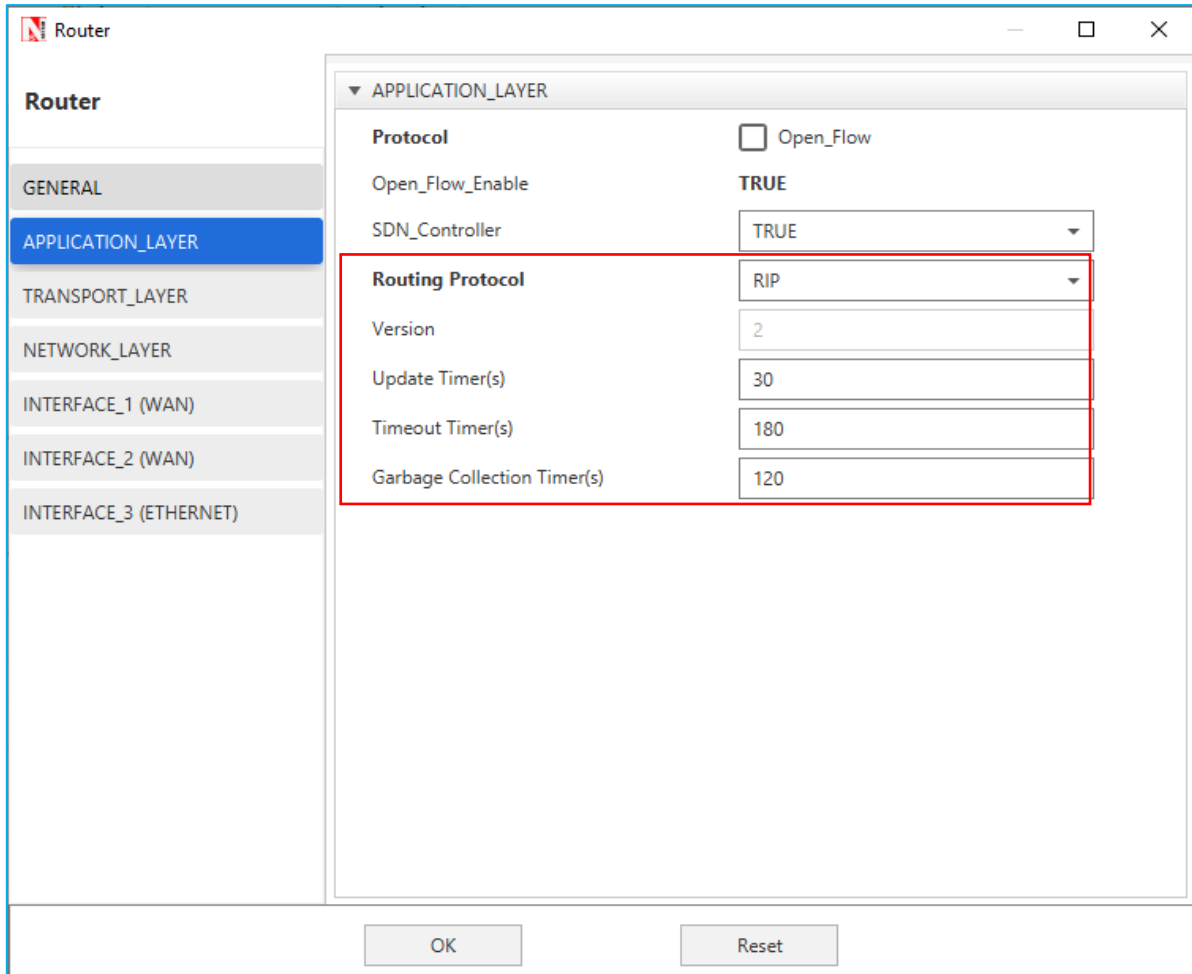 Router
Router
GENERAL
APPLICATION_LAYER
TRANSPORT_LAYER
NETWORK_LAYER
INTERFACE_1 (WAN)
INTERFACE_2 (WAN)
INTERFACE_3 (ETHERNET)
APPLICATION_LAYER
Protocol Open_Flow
Open_Flow_Enable TRUE
SDN_Controller TRUE
Routing Protocol RIP
Version 2
Update Timer(s) 30
Timeout Timer(s) 180
Garbage Collection Timer(s) 120
OK Reset